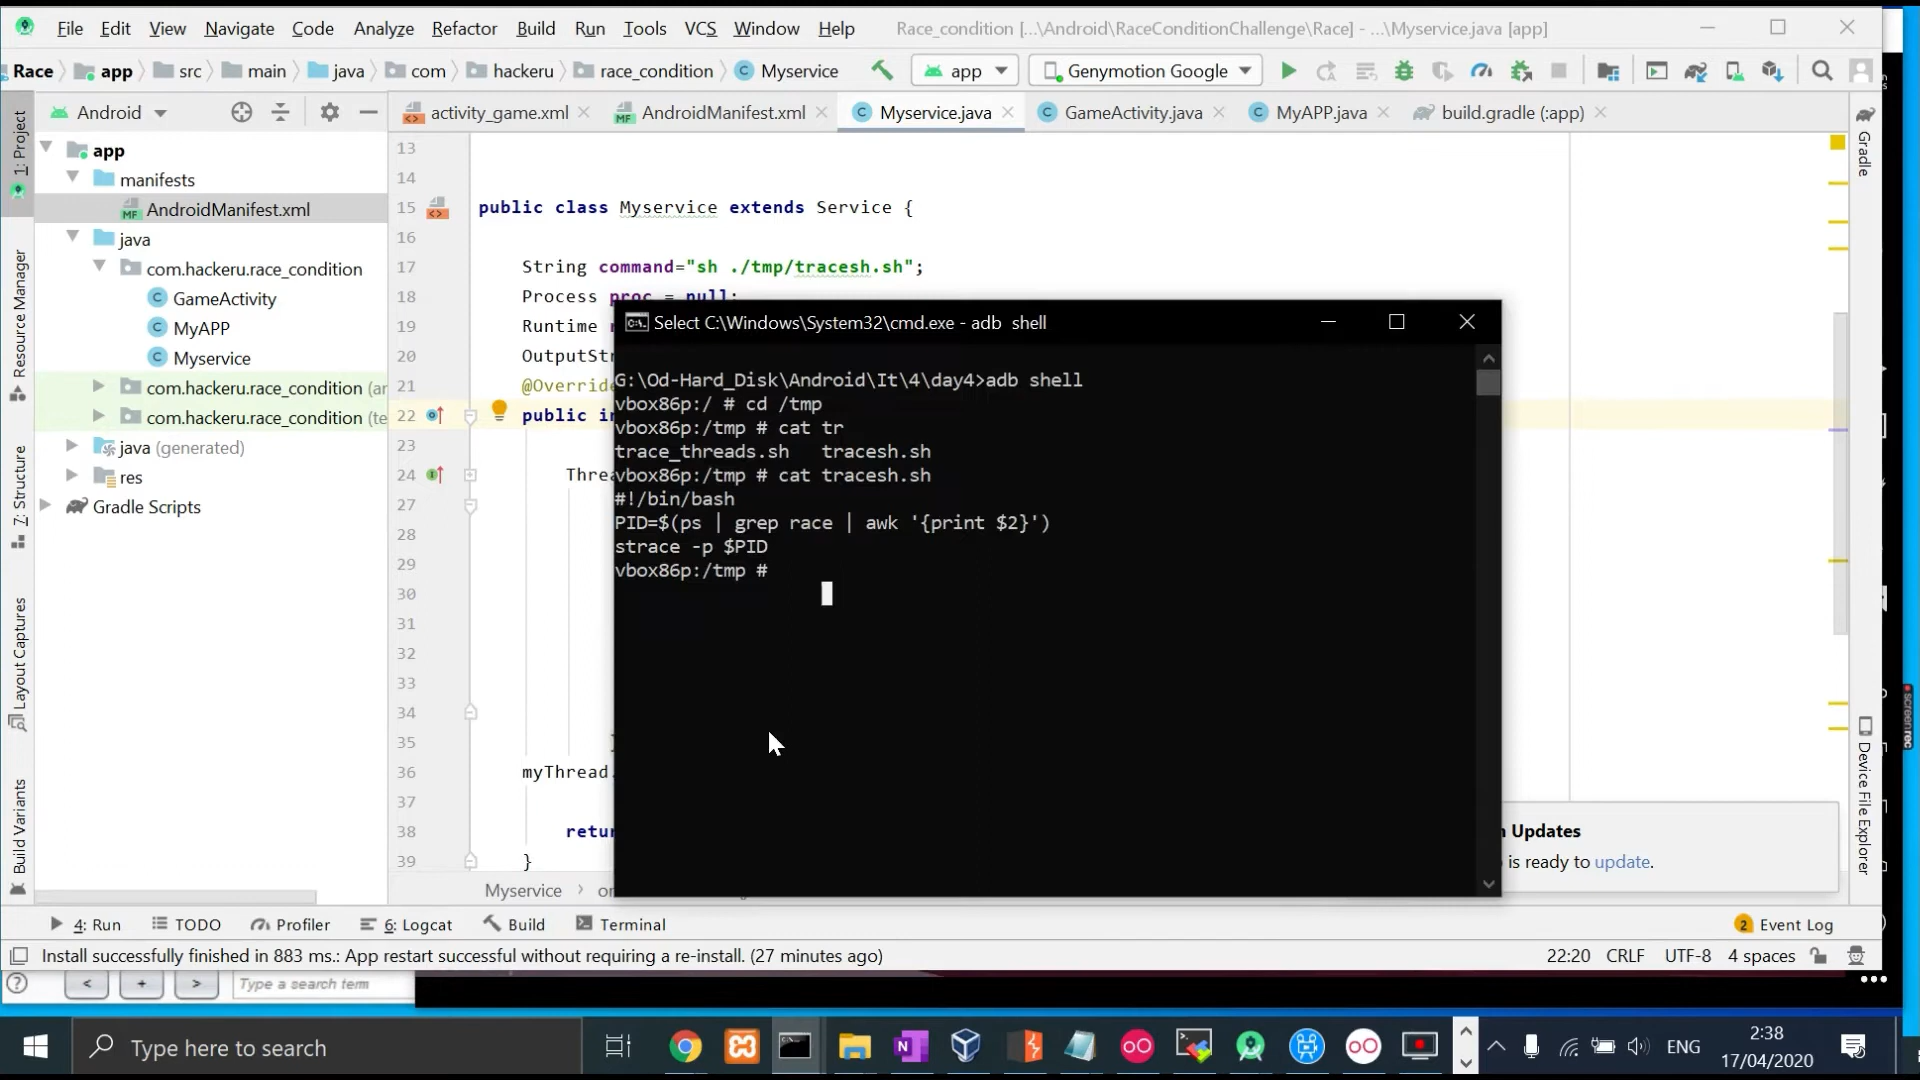 File Edit View Navigate Code Analyze Refactor Build Run Tools VCS Window Help Race_condition [...\Android\RaceConditionChallenge\Race] - ...\Myservice.java [app]
Race app src main java com hackeru race_condition Myservice app Genymotion Google
Android activity_game.xml AndroidManifest.xml Myservice.java GameActivity.java MyAPP.java build.gradle (:app)
1: Project
Resource Manager
7: Structure
Layout Captures
Build Variants
app
manifests
AndroidManifest.xml
java
com.hackeru.race_condition
GameActivity
MyAPP
Myservice
com.hackeru.race_condition (ar
com.hackeru.race_condition (te
java (generated)
res
Gradle Scripts
13
14
15 public class Myservice extends Service {
16
17 String command="sh ./tmp/tracesh.sh";
18 Process proc = null;
19 Runtime
20 OutputStr
21 @Override
22 public in
23
24 Threa
27
28
29
30
31
32
33
34
35
36 myThread.
37
38 retur
39 }
Select C:\Windows\System32\cmd.exe - adb shell
G:\Od-Hard_Disk\Android\It\4\day4>adb shell
vbox86p:/ # cd /tmp
vbox86p:/tmp # cat tr
trace_threads.sh tracesh.sh
vbox86p:/tmp # cat tracesh.sh
#!/bin/bash
PID=$(ps | grep race | awk '{print $2}')
strace -p $PID
vbox86p:/tmp #
Gradle
Device File Explorer
screenrec
Updates
is ready to update.
Myservice
4: Run TODO Profiler 6: Logcat Build Terminal 2 Event Log
Install successfully finished in 883 ms.: App restart successful without requiring a re-install. (27 minutes ago) 22:20 CRLF UTF-8 4 spaces
? < + > Type a search term
Type here to search ENG 2:38
17/04/2020